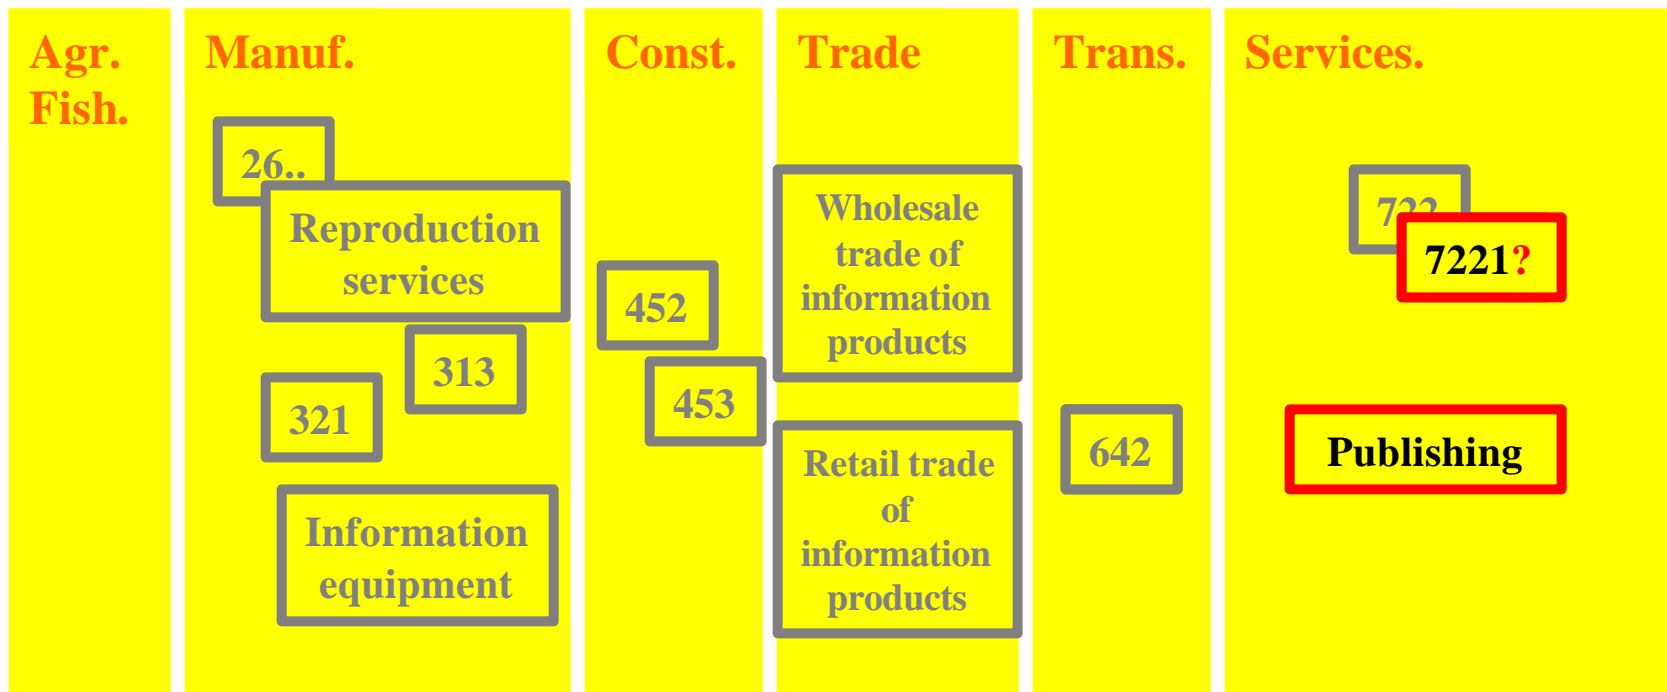 Agr.
Fish.
Manuf.
26..
Reproduction
services
313
321
Information
equipment
Const.
452
453
Trade
Wholesale
trade of
information
products
Retail trade
of
information
products
Trans.
642
Services.
722
7221?
Publishing